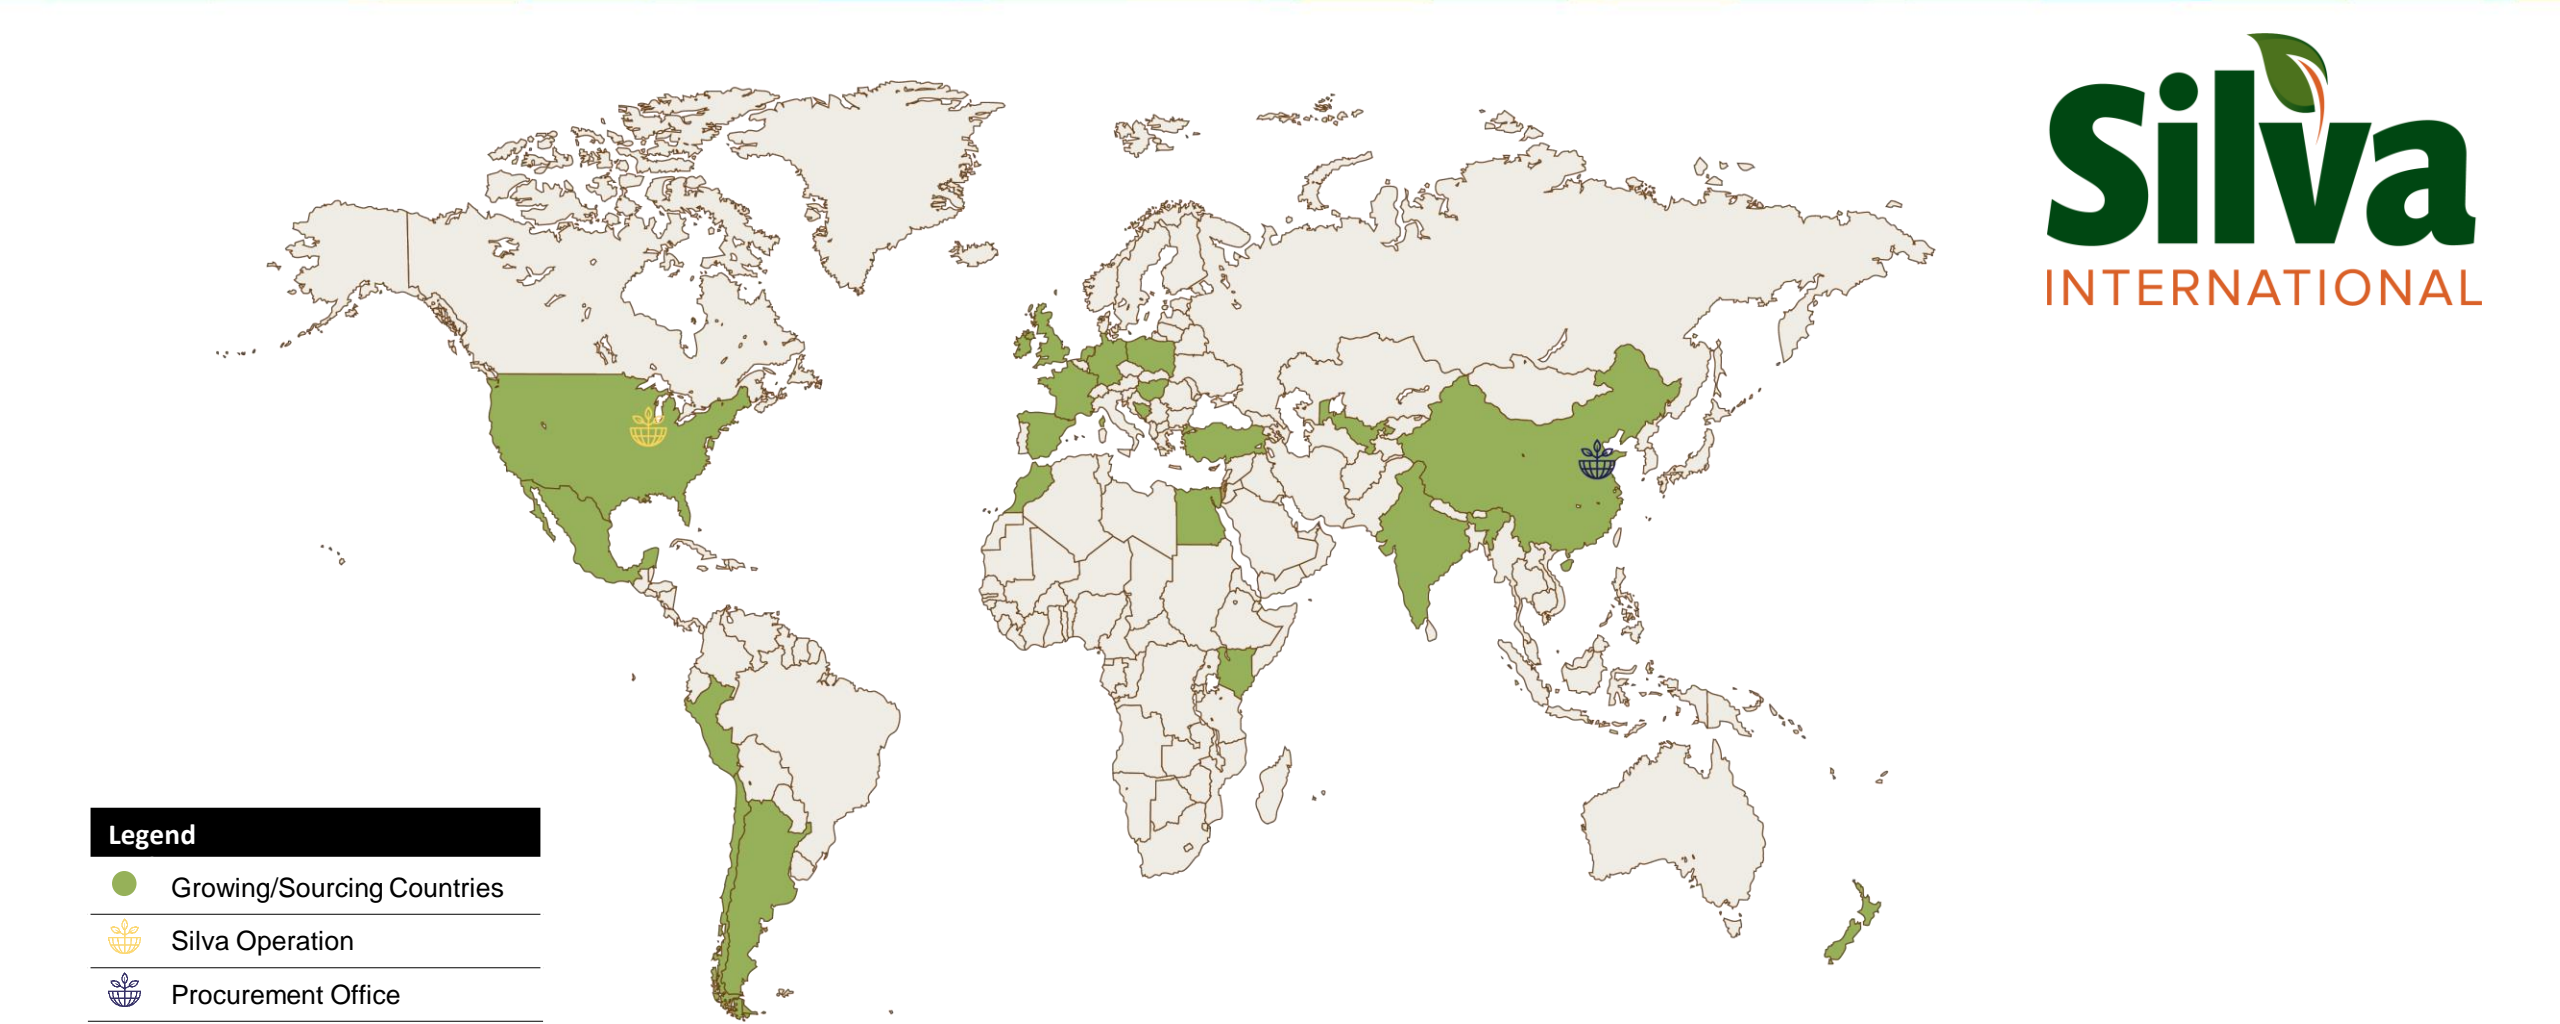 Silva
INTERNATIONAL
Legend
Growing/Sourcing Countries
Silva Operation
Procurement Office